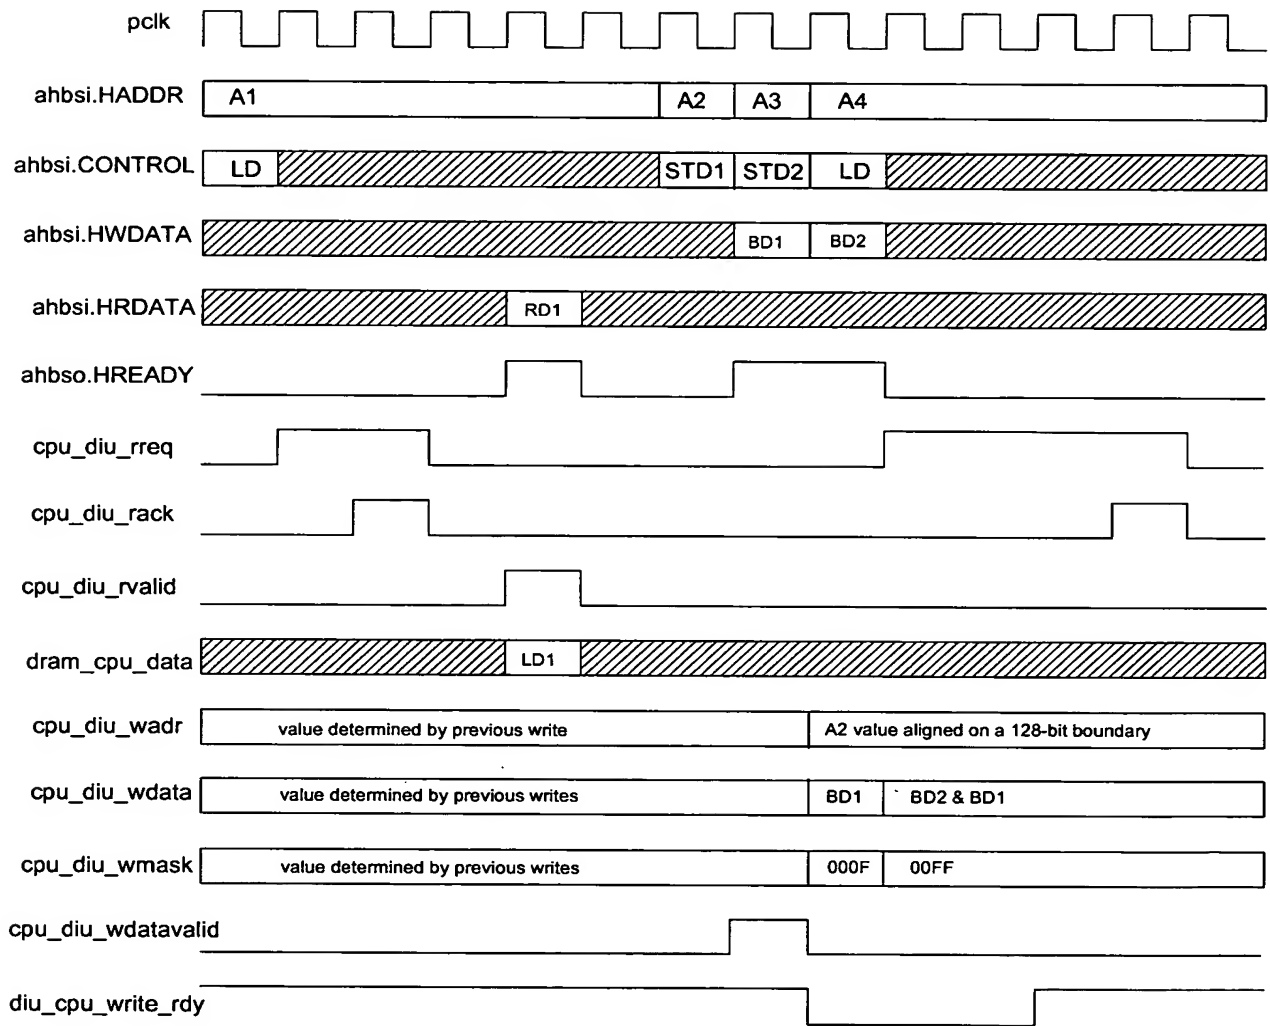 pclk
ahbsi.HADDR A1 A2 A3 A4
ahbsi.CONTROL LD STD1 STD2 LD
ahbsi.HWDATA BD1 BD2
ahbsi.HRDATA RD1
ahbso.HREADY
cpu_diu_rreq
cpu_diu_rack
cpu_diu_rvalid
dram_cpu_data LD1
cpu_diu_wadr value determined by previous write A2 value aligned on a 128-bit boundary
cpu_diu_wdata value determined by previous writes BD1 BD2 & BD1
cpu_diu_wmask value determined by previous writes 000F 00FF
cpu_diu_wdatavalid
diu_cpu_write_rdy